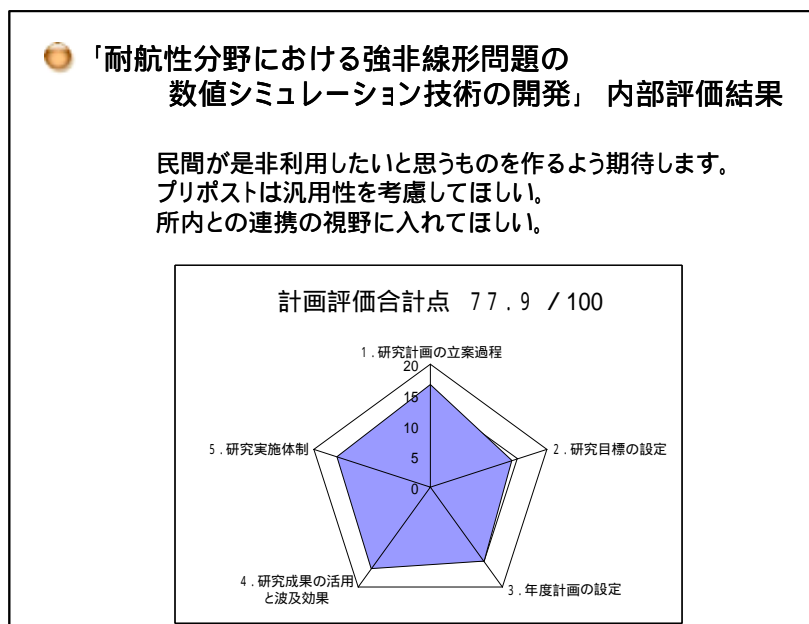 「耐航性分野における強非線形問題の
数値シミュレーション技術の開発」 内部評価結果
民間が是非利用したいと思うものを作るよう期待します。
プリポストは汎用性を考慮してほしい。
所内との連携の視野に入れてほしい。
計画評価合計点 77.9 /100
1.研究計画の立案過程
20
15
10
5
0
5.研究実施体制
2.研究目標の設定
4.研究成果の活用
と波及効果
3.年度計画の設定